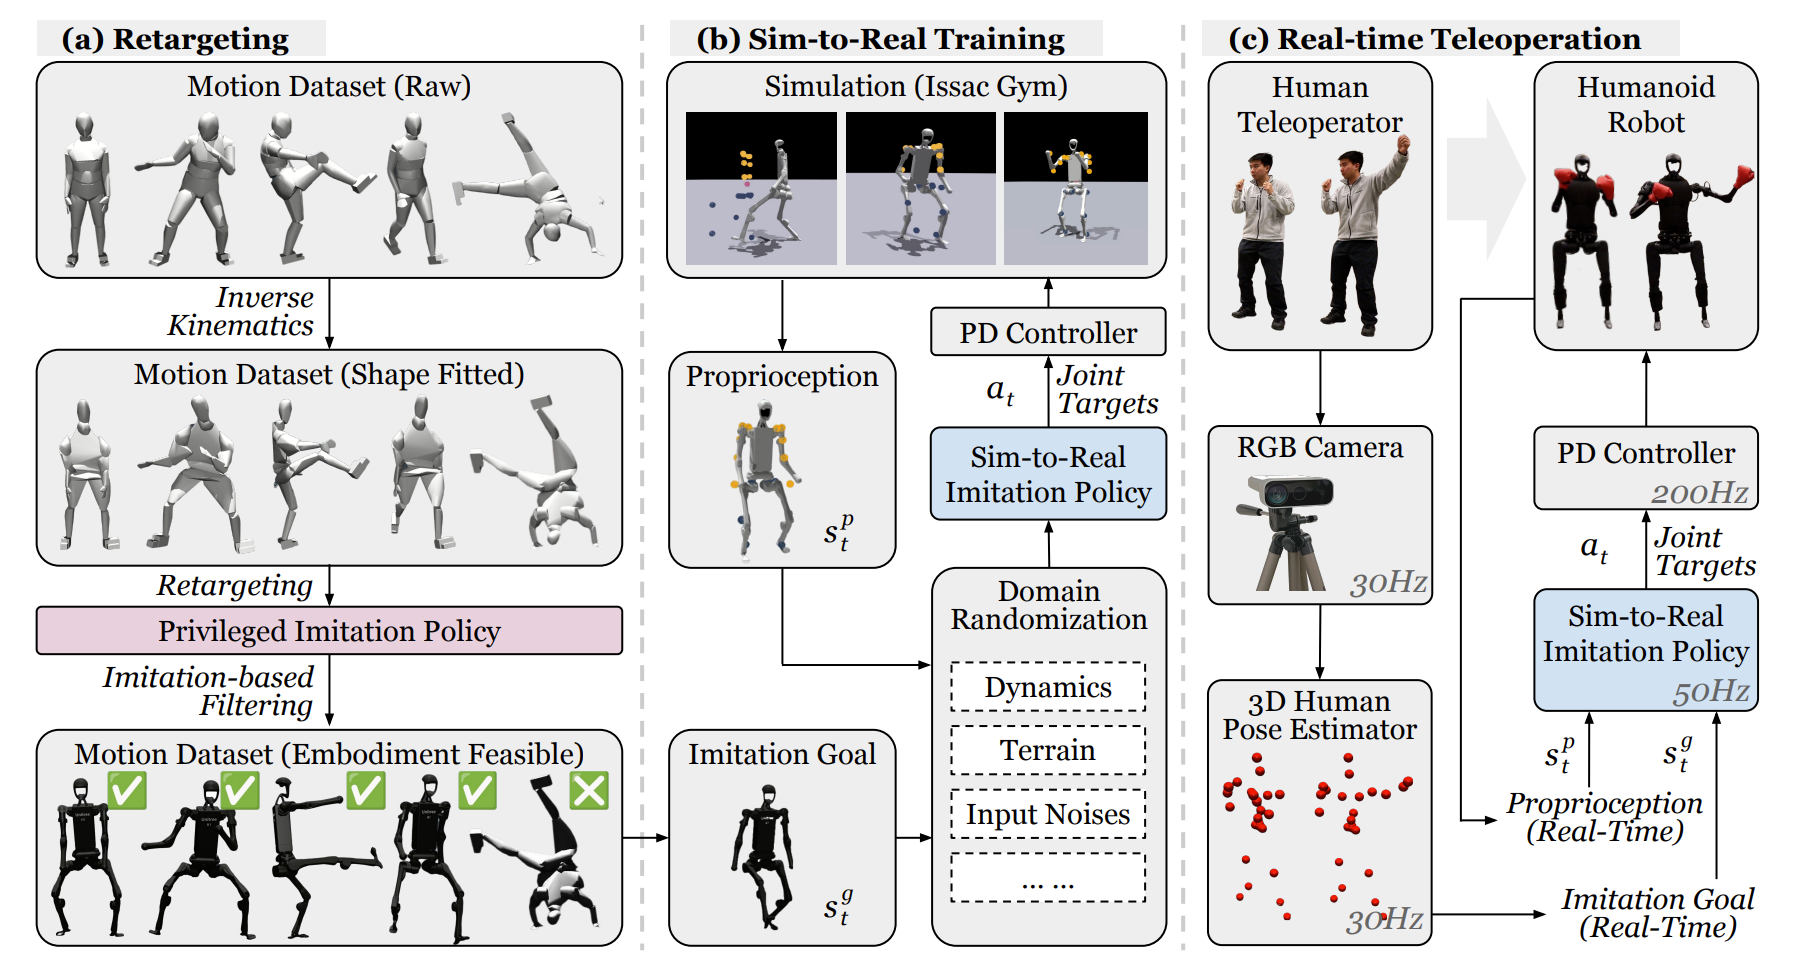 (a) Retargeting
Motion Dataset (Raw)
Inverse
Kinematics
Motion Dataset (Shape Fitted)
Retargeting
Privileged Imitation Policy
Imitation-based
Filtering
Motion Dataset (Embodiment Feasible)
(b) Sim-to-Real Training
Simulation (Issac Gym)
Proprioception
s_t^p
Imitation Goal
s_t^g
PD Controller
a_t
Joint
Targets
Sim-to-Real
Imitation Policy
Domain
Randomization
Dynamics
Terrain
Input Noises
... ...
(c) Real-time Teleoperation
Human
Teleoperator
RGB Camera
30Hz
3D Human
Pose Estimator
30Hz
Humanoid
Robot
PD Controller
200Hz
a_t
Joint
Targets
Sim-to-Real
Imitation Policy
50Hz
s_t^p
s_t^g
Proprioception
(Real-Time)
Imitation Goal
(Real-Time)